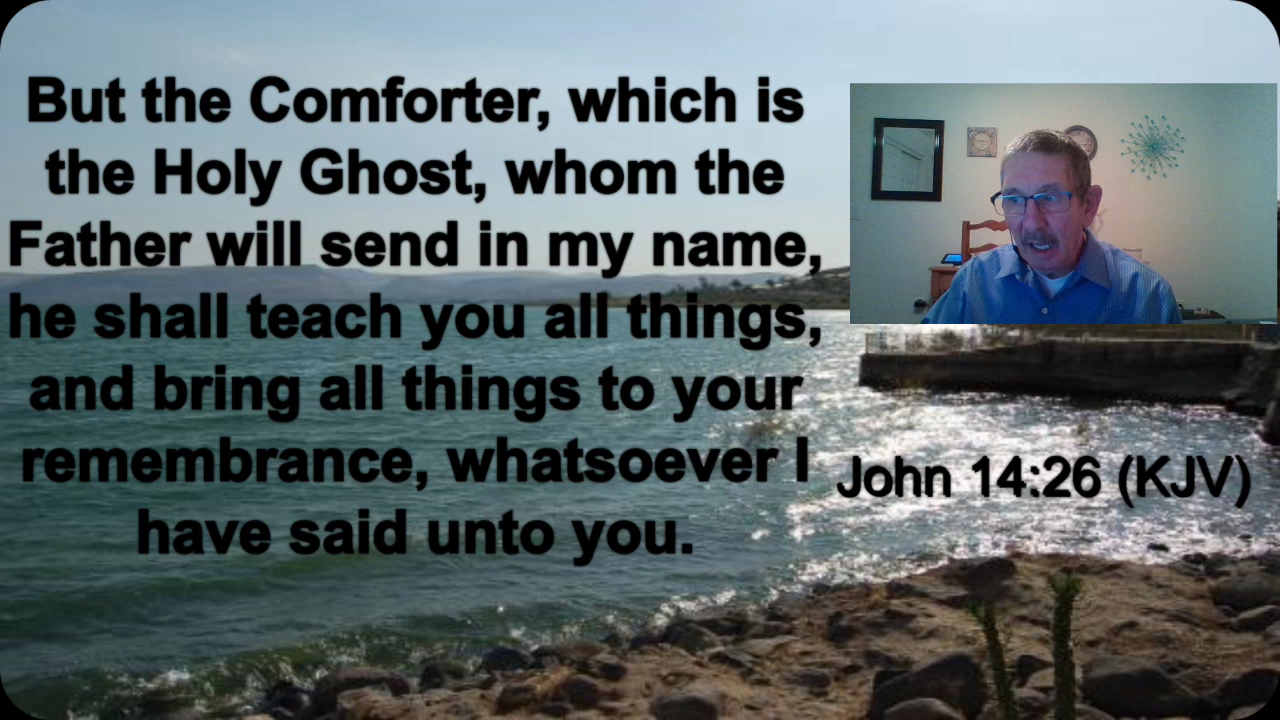 But the Comforter, which is
the Holy Ghost, whom the
Father will send in my name,
he shall teach you all things,
and bring all things to your
remembrance, whatsoever I
have said unto you.
John 14:26 (KJV)